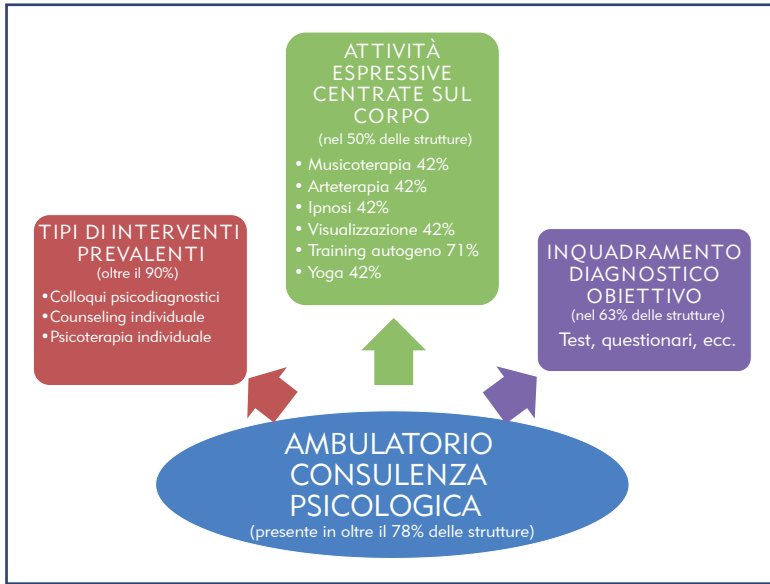 ATTIVITÀ
ESPRESSIVE
CENTRATE SUL
CORPO
(nel 50% delle strutture)
• Musicoterapia 42%
• Arteterapia 42%
• Ipnosi 42%
• Visualizzazione 42%
• Training autogeno 71%
• Yoga 42%
TIPI DI INTERVENTI
PREVALENTI
(oltre il 90%)
• Colloqui psicodiagnostici
• Counseling individuale
• Psicoterapia individuale
INQUADRAMENTO
DIAGNOSTICO
OBIETTIVO
(nel 63% delle strutture)
Test, questionari, ecc.
AMBULATORIO
CONSULENZA
PSICOLOGICA
(presente in oltre il 78% delle strutture)